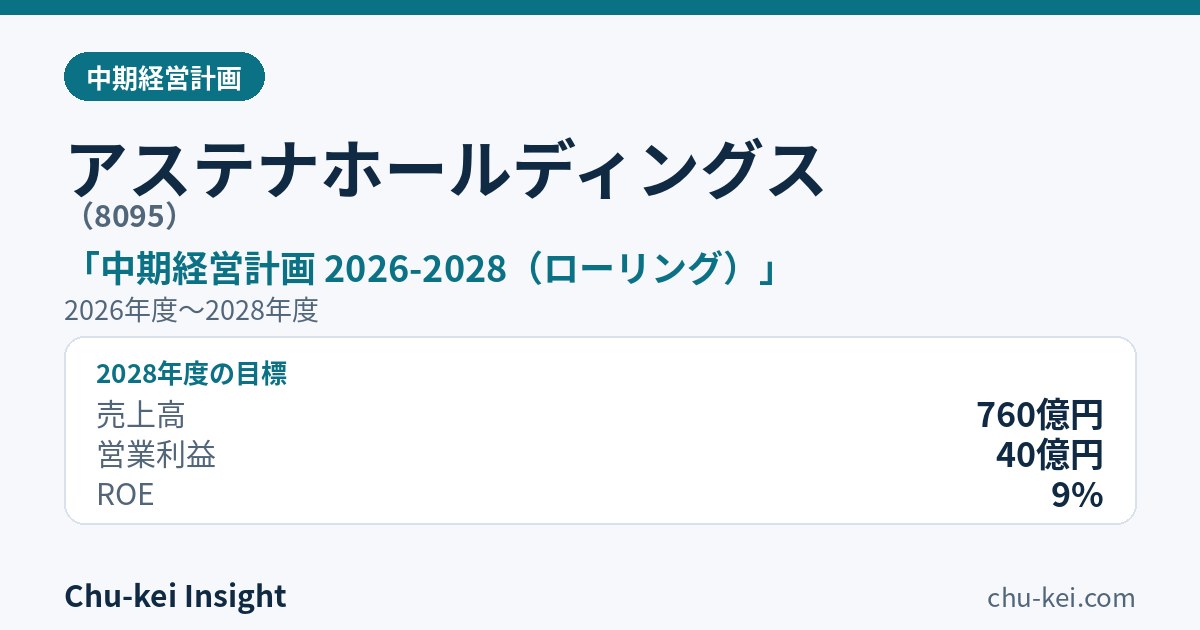 中期経営計画
アステナホールディングス
（8095）
「中期経営計画 2026-2028（ローリング）」
2026年度〜2028年度
2028年度の目標
売上高 760億円
営業利益 40億円
ROE 9%
Chu-kei Insight chu-kei.com